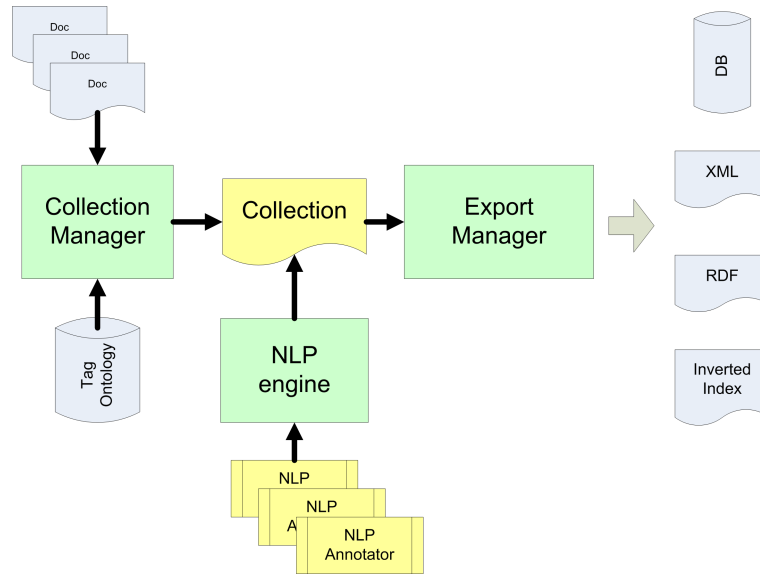 Doc
Doc
Doc
DB
XML
Collection
Manager
Collection
Export
Manager
RDF
Tag
Ontology
NLP
engine
Inverted
Index
NLP
NLP
A
NLP
Annotator